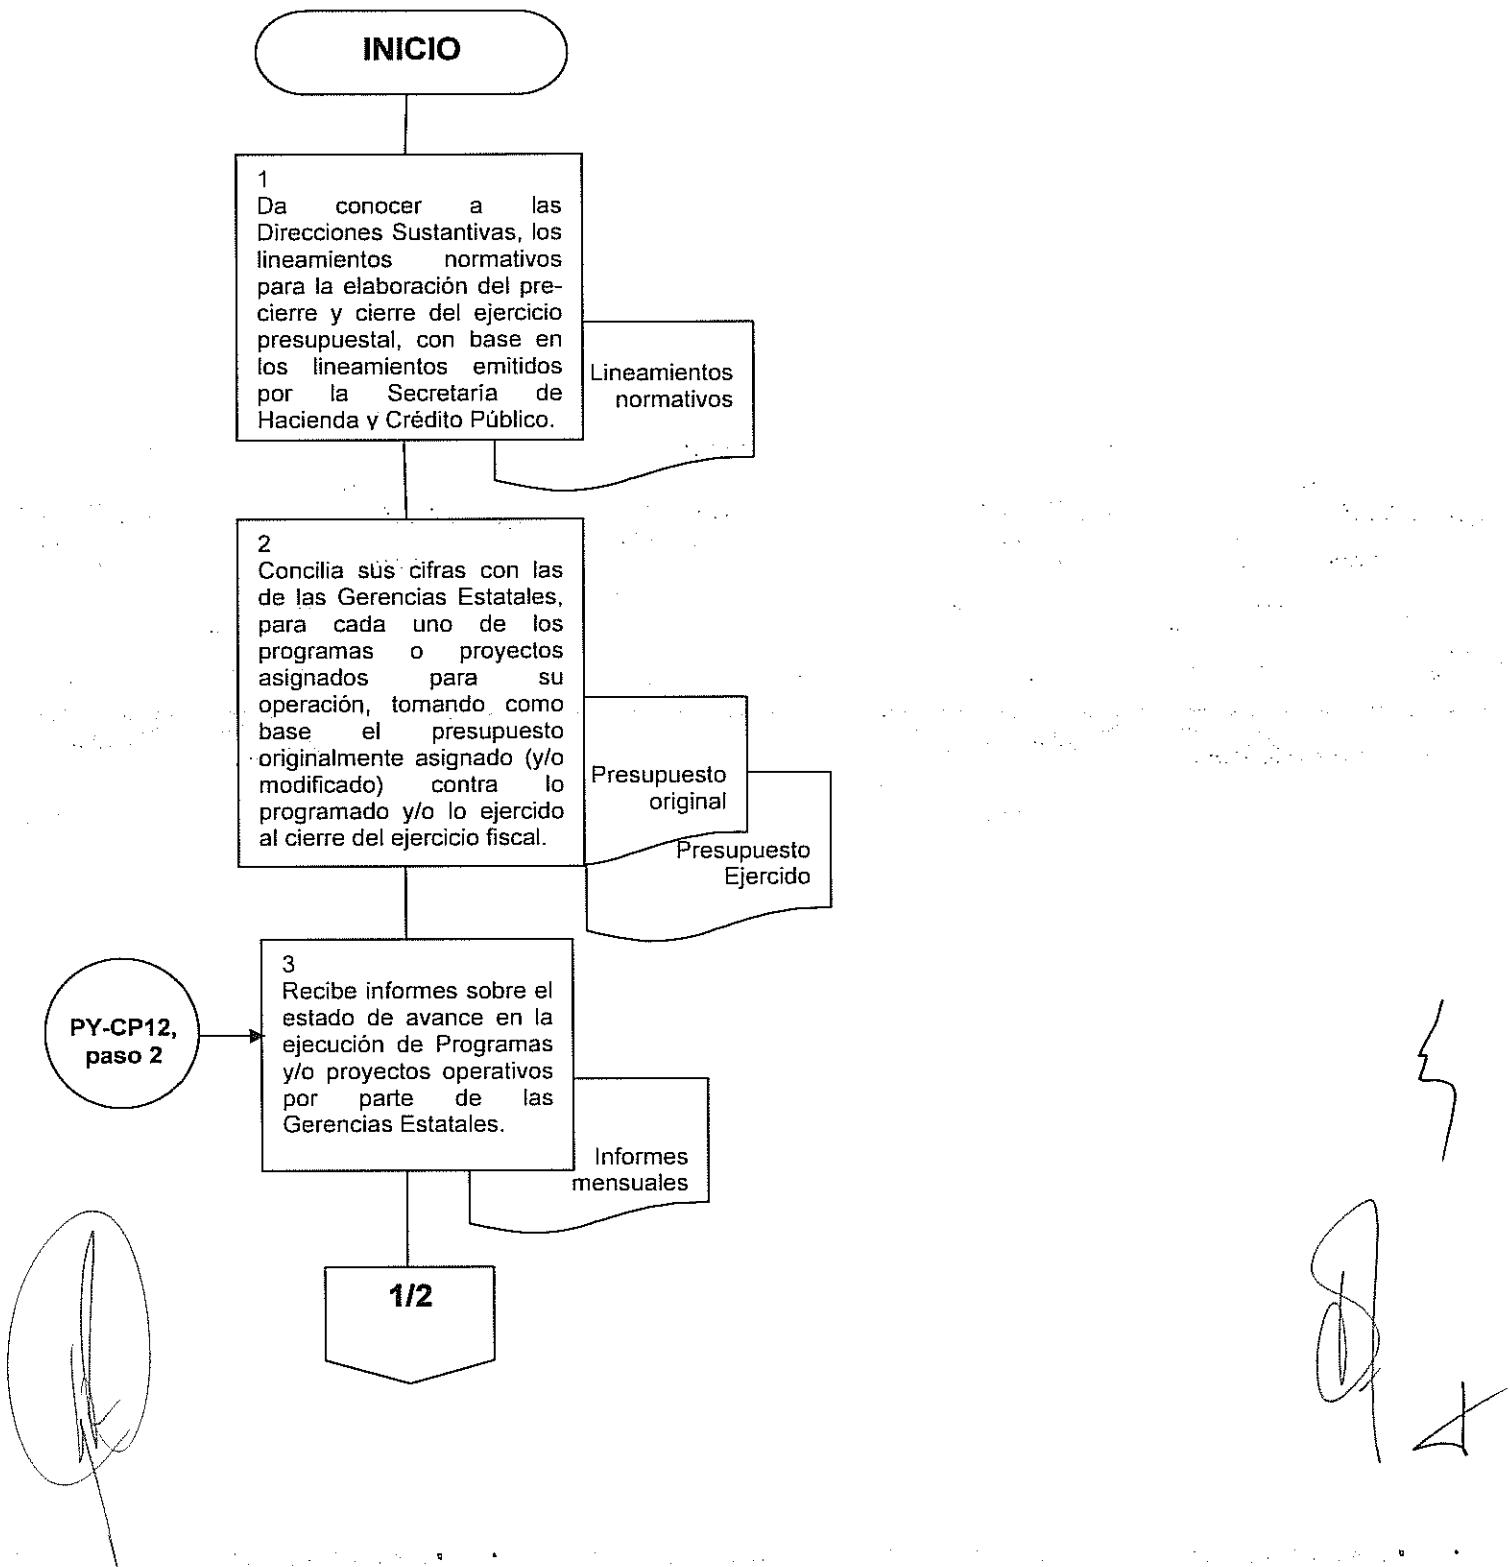 INICIO
1
Da conocer a las
Direcciones Sustantivas, los
lineamientos normativos
para la elaboración del pre-
cierre y cierre del ejercicio
presupuestal, con base en
los lineamientos emitidos
por la Secretaría de
Hacienda y Crédito Público.
Lineamientos
normativos
2
Concilia sus cifras con las
de las Gerencias Estatales,
para cada uno de los
programas o proyectos
asignados para su
operación, tomando como
base el presupuesto
originalmente asignado (y/o
modificado) contra lo
programado y/o lo ejercido
al cierre del ejercicio fiscal.
Presupuesto
original
Presupuesto
Ejercido
PY-CP12,
paso 2
3
Recibe informes sobre el
estado de avance en la
ejecución de Programas
y/o proyectos operativos
por parte de las
Gerencias Estatales.
Informes
mensuales
1/2